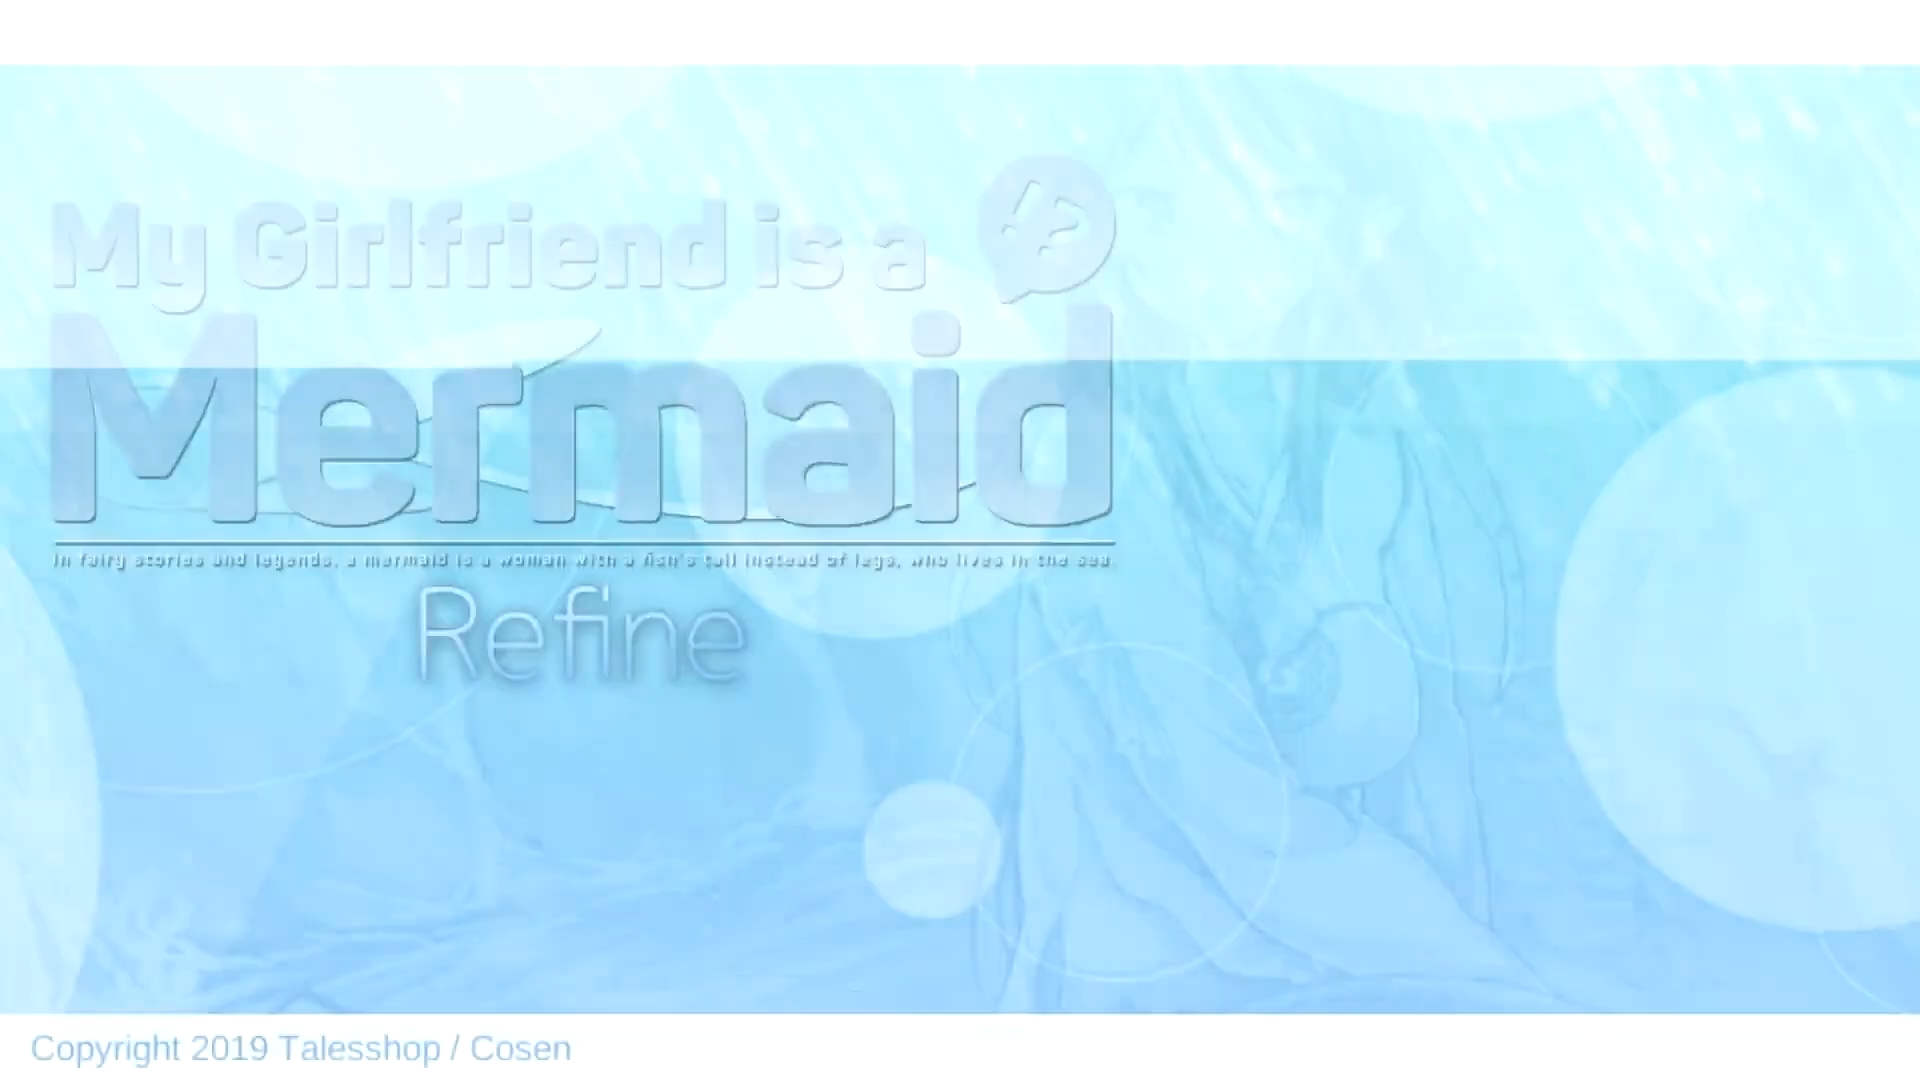 My Girlfriend is a !?
Mermaid
In fairy stories and legends, a mermaid is a woman with a fish's tail instead of legs, who lives in the sea.
Refine
Copyright 2019 Talesshop / Cosen